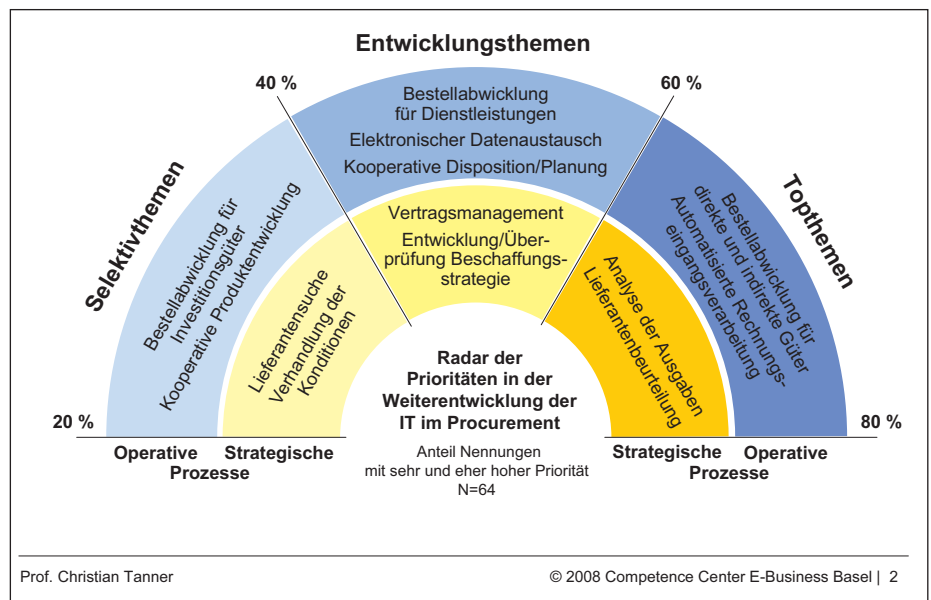 Entwicklungsthemen
40 %
60 %
Bestellabwicklung
für Dienstleistungen
Elektronischer Datenaustausch
Kooperative Disposition/Planung
Selektivthemen
Topthemen
Bestellabwicklung für
Investitionsgüter
Kooperative Produktentwicklung
Vertragsmanagement
Entwicklung/Über-
prüfung Beschaffungs-
strategie
Bestellabwicklung für
direkte und indirekte Güter
Automatisierte Rechnungs-
eingangsverarbeitung
Lieferantensuche
Verhandlung der
Konditionen
Analyse der Ausgaben
Lieferantenbeurteilung
Radar der
Prioritäten in der
Weiterentwicklung der
IT im Procurement
20 %
80 %
Operative Strategische
Prozesse
Anteil Nennungen
mit sehr und eher hoher Priorität
N=64
Strategische Operative
Prozesse
Prof. Christian Tanner
© 2008 Competence Center E-Business Basel | 2